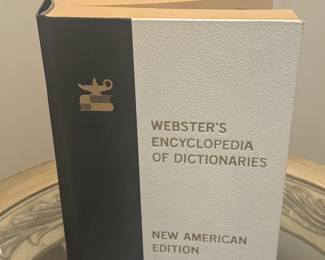 WEBSTER'S
ENCYCLOPEDIA
OF DICTIONARIES
NEW AMERICAN
EDITION